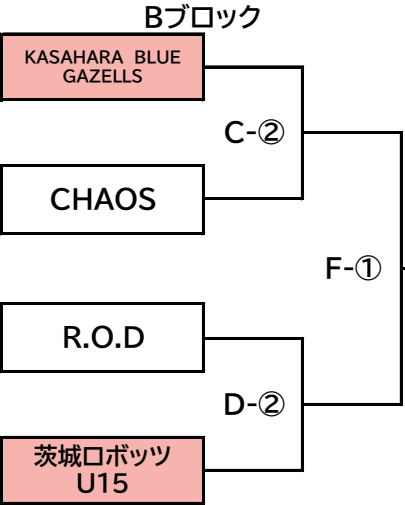 Bブロック
KASAHARA BLUE
GAZELLS
C-②
CHAOS
F-①
R.O.D
D-②
茨城ロボッツ
U15